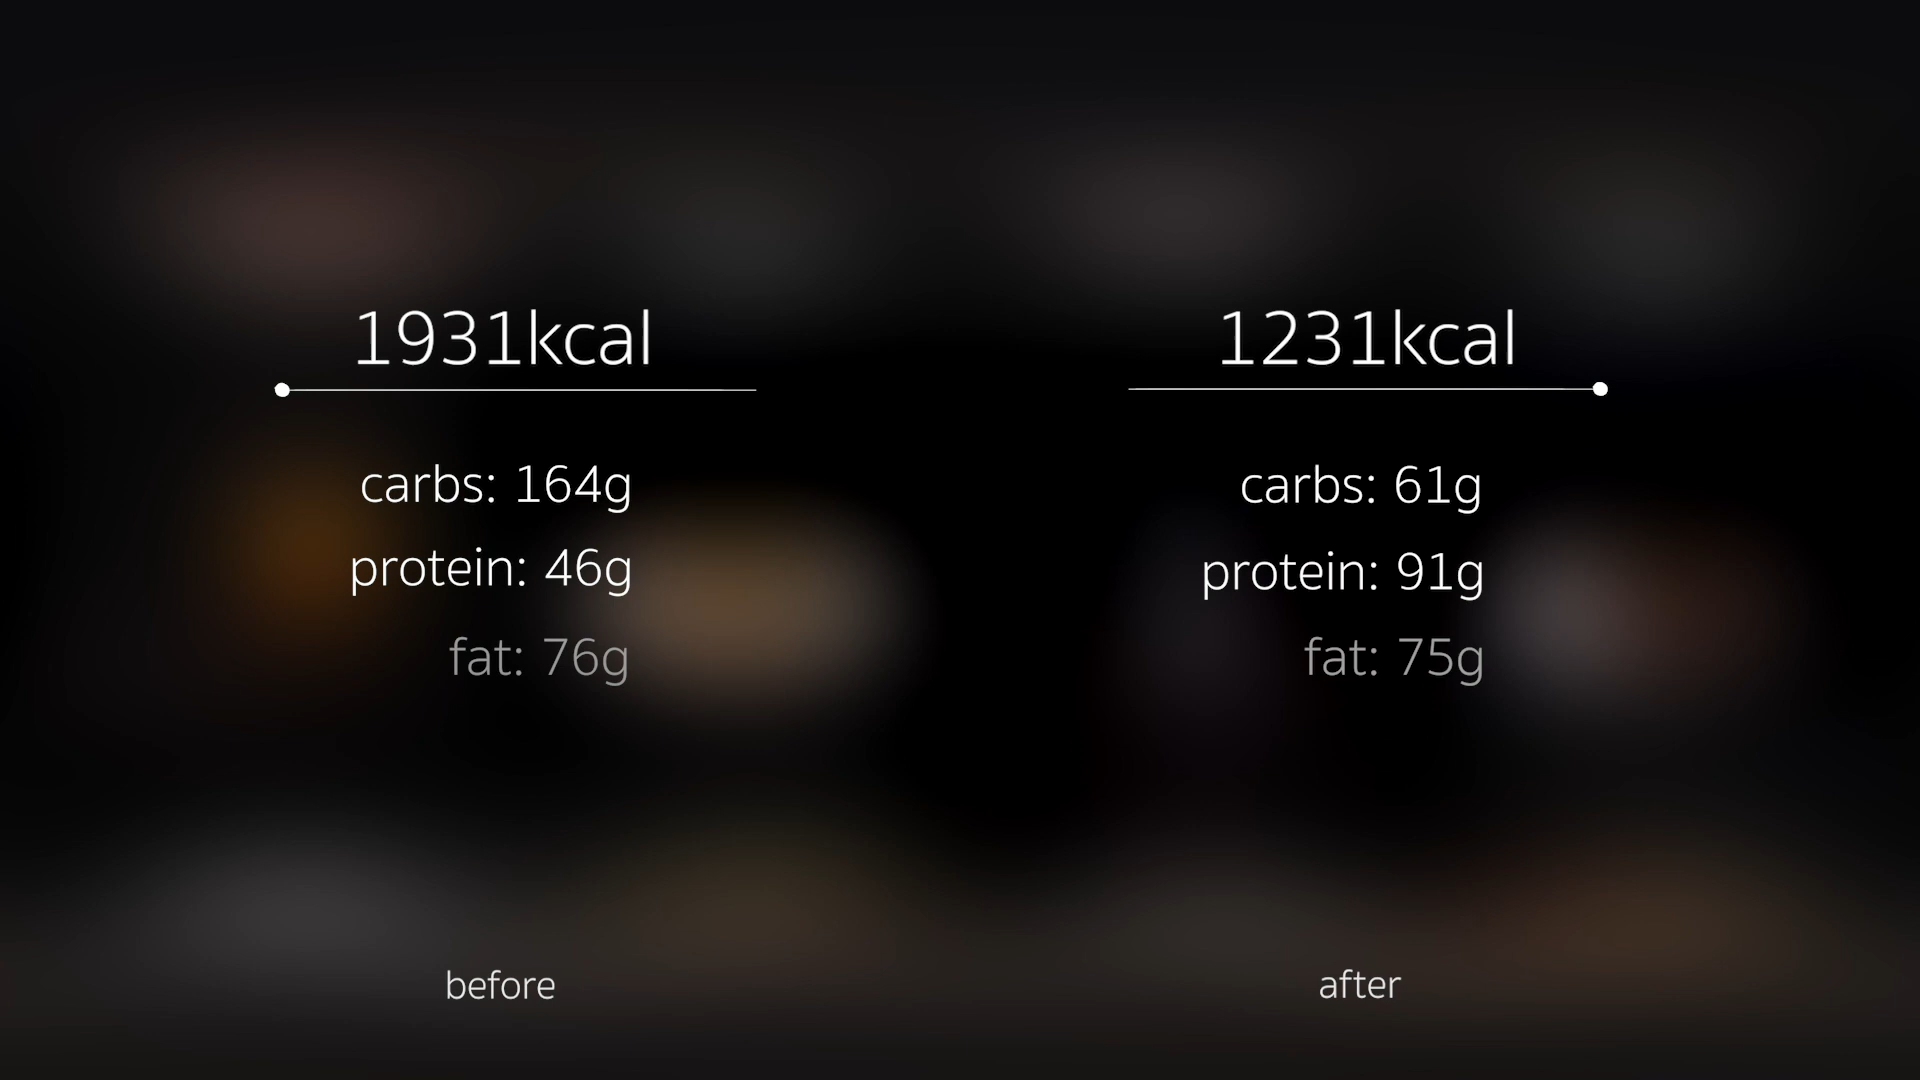 1931kcal
carbs: 164g
protein: 46g
fat: 76g
before
1231kcal
carbs: 61g
protein: 91g
fat: 75g
after